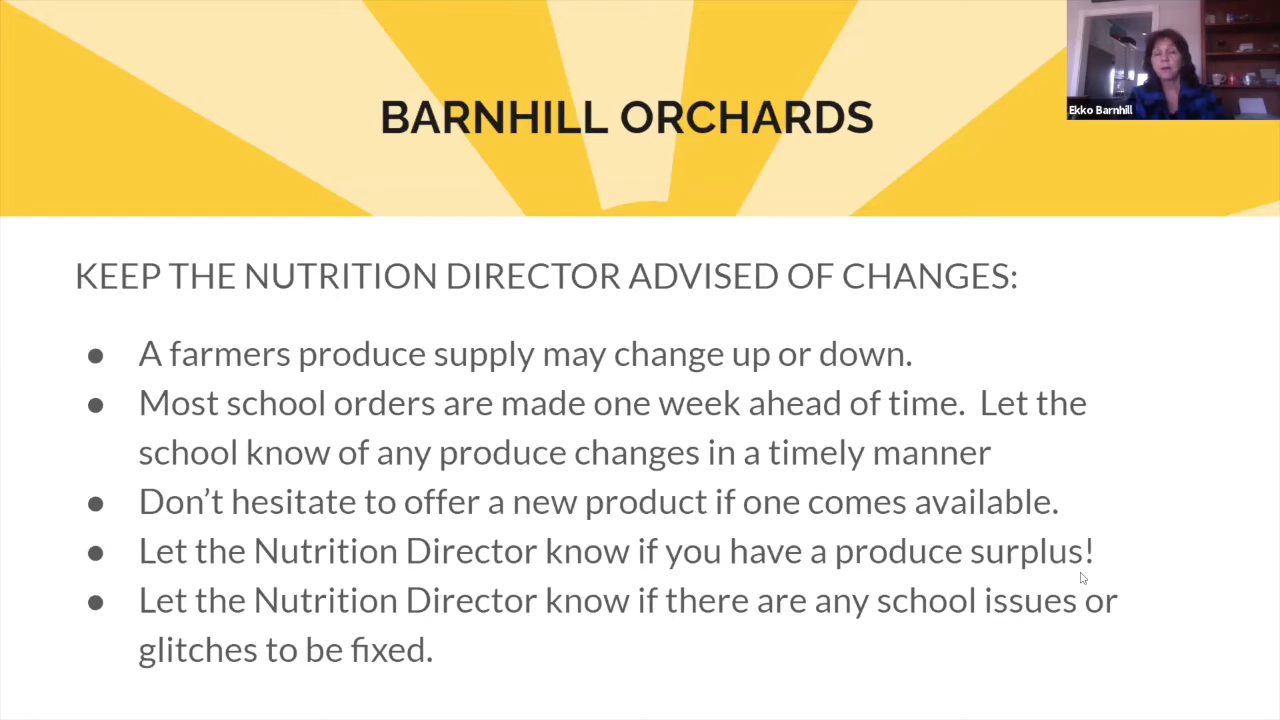 BARNHILL ORCHARDS
Ekko Barnhill
KEEP THE NUTRITION DIRECTOR ADVISED OF CHANGES:
● A farmers produce supply may change up or down.
● Most school orders are made one week ahead of time.  Let the
school know of any produce changes in a timely manner
● Don’t hesitate to offer a new product if one comes available.
● Let the Nutrition Director know if you have a produce surplus!
● Let the Nutrition Director know if there are any school issues or
glitches to be fixed.